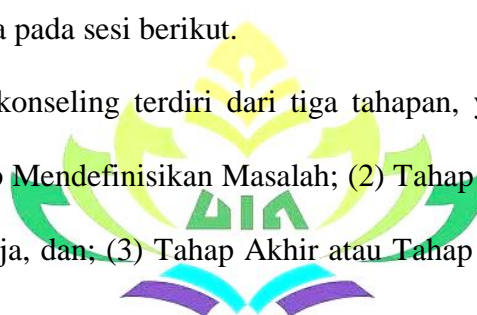 a pada sesi berikut.
konseling terdiri dari tiga tahapan,
Mendefinisikan Masalah; (2) Tahap
UIN
ja, dan; (3) Tahap Akhir atau Tahap